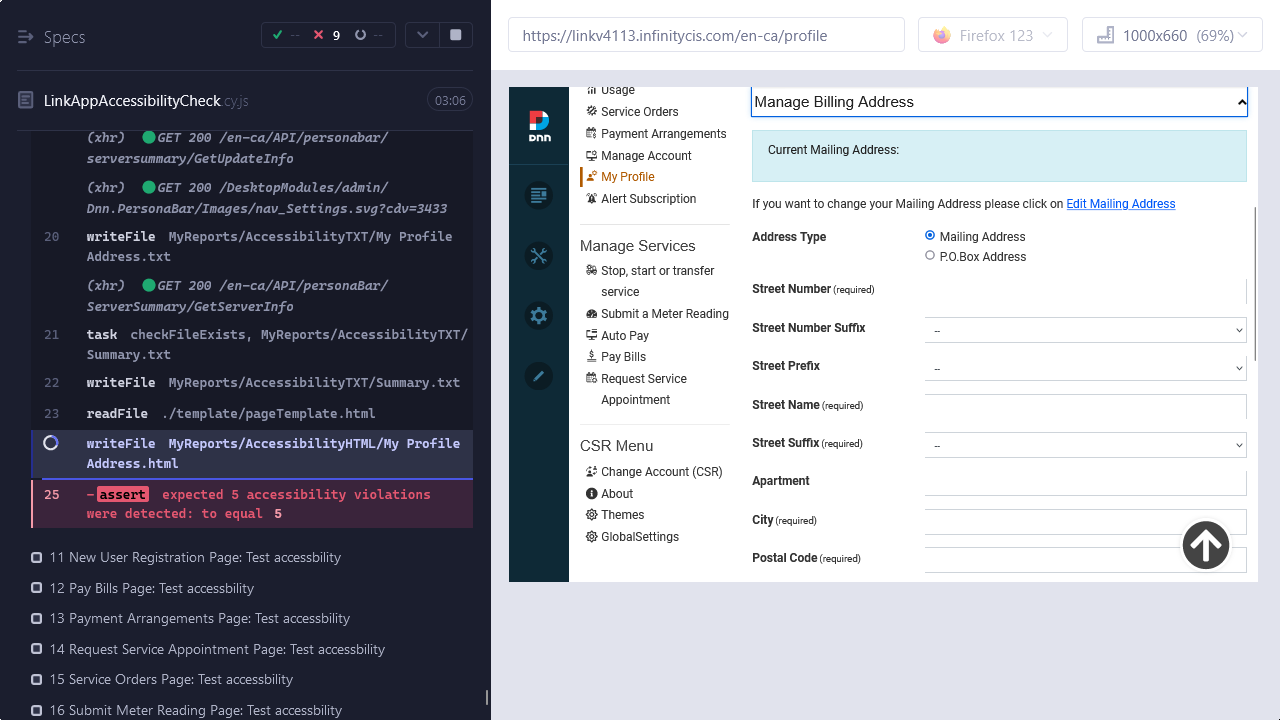 Specs
-- 9 --
LinkAppAccessibilityCheck.cy.js
03:06
(xhr) GET 200 /en-ca/API/personabar/
serversummary/GetUpdateInfo
(xhr) GET 200 /DesktopModules/admin/
Dnn.PersonaBar/Images/nav_Settings.svg?cdv=3433
20 writeFile MyReports/AccessibilityTXT/My Profile
Address.txt
(xhr) GET 200 /en-ca/API/personaBar/
ServerSummary/GetServerInfo
21 task checkFileExists, MyReports/AccessibilityTXT/
Summary.txt
22 writeFile MyReports/AccessibilityTXT/Summary.txt
23 readFile ./template/pageTemplate.html
writeFile MyReports/AccessibilityHTML/My Profile
Address.html
25 -assert expected 5 accessibility violations
were detected: to equal 5
11 New User Registration Page: Test accessbility
12 Pay Bills Page: Test accessbility
13 Payment Arrangements Page: Test accessbility
14 Request Service Appointment Page: Test accessbility
15 Service Orders Page: Test accessbility
16 Submit Meter Reading Page: Test accessbility
https://linkv4113.infinitycis.com/en-ca/profile
Firefox 123
1000x660 (69%)
DNN
Usage
Service Orders
Payment Arrangements
Manage Account
My Profile
Alert Subscription
Manage Services
Stop, start or transfer
service
Submit a Meter Reading
Auto Pay
Pay Bills
Request Service
Appointment
CSR Menu
Change Account (CSR)
About
Themes
GlobalSettings
Manage Billing Address
Current Mailing Address:
If you want to change your Mailing Address please click on Edit Mailing Address
Address Type
Mailing Address
P.O.Box Address
Street Number (required)
Street Number Suffix
--
Street Prefix
--
Street Name (required)
Street Suffix (required)
--
Apartment
City (required)
Postal Code (required)